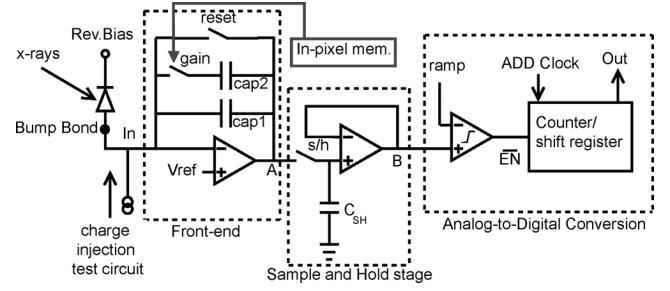 reset
Rev.Bias
x-rays
gain
In-pixel mem.
cap2
cap1
Bump Bond
In
Vref
A
s/h
B
C SH
ramp
ADD Clock
Out
Counter/
shift register
EN
charge
injection
test circuit
Front-end
Sample and Hold stage
Analog-to-Digital Conversion